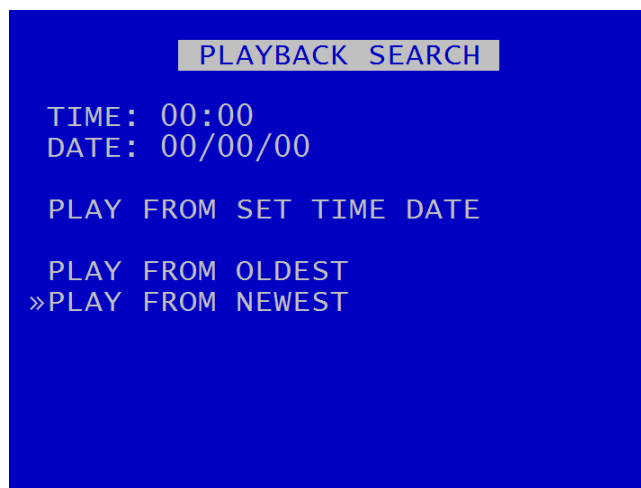 PLAYBACK SEARCH
TIME: 00:00
DATE: 00/00/00
PLAY FROM SET TIME DATE
PLAY FROM OLDEST
»PLAY FROM NEWEST